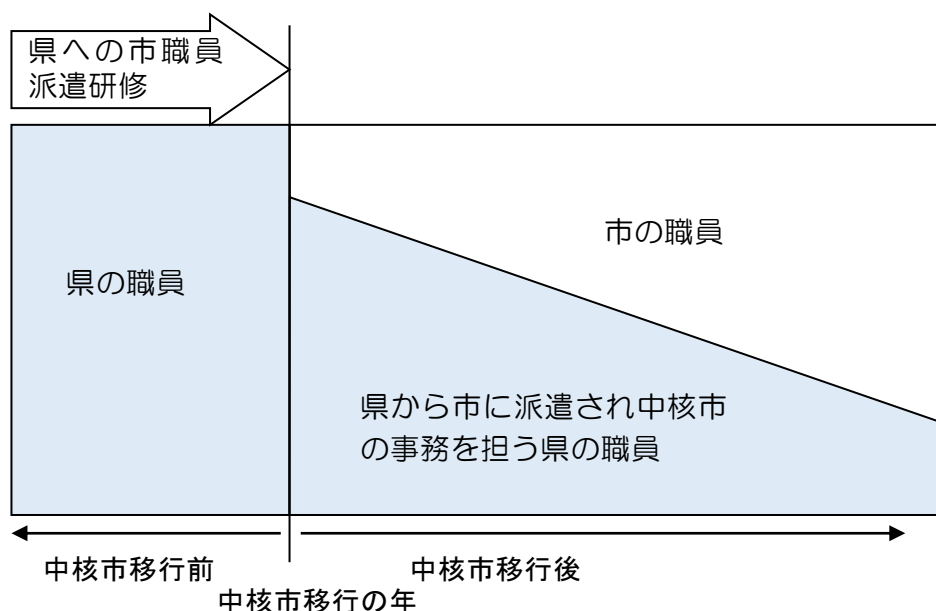 県への市職員
派遣研修
市の職員
県の職員
県から市に派遣され中核市
の事務を担う県の職員
中核市移行前
中核市移行後
中核市移行の年